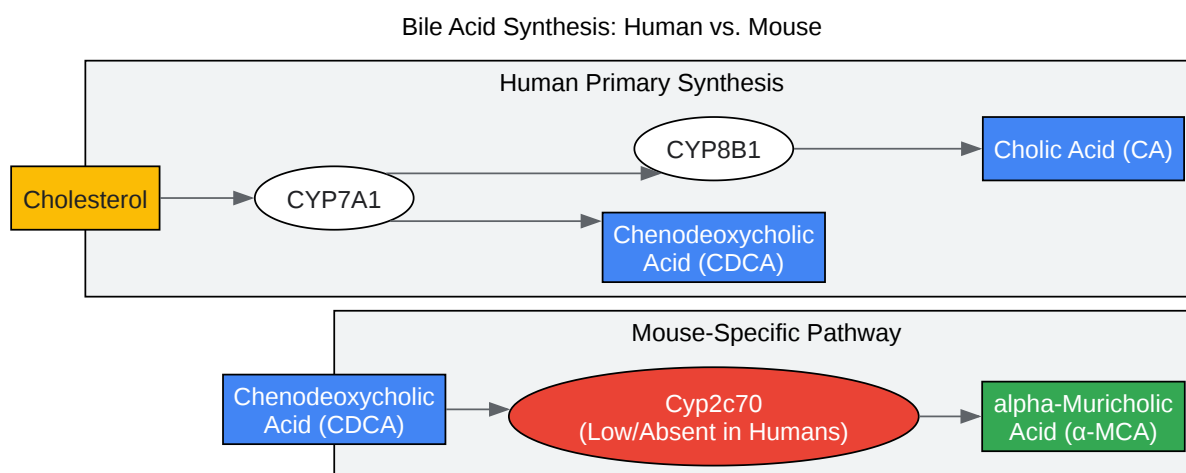 Bile Acid Synthesis: Human vs. Mouse
Human Primary Synthesis
Cholesterol
CYP7A1
CYP8B1
Cholic Acid (CA)
Chenodeoxycholic
Acid (CDCA)
Mouse-Specific Pathway
Chenodeoxycholic
Acid (CDCA)
Cyp2c70
(Low/Absent in Humans)
alpha-Muricholic
Acid (α-MCA)